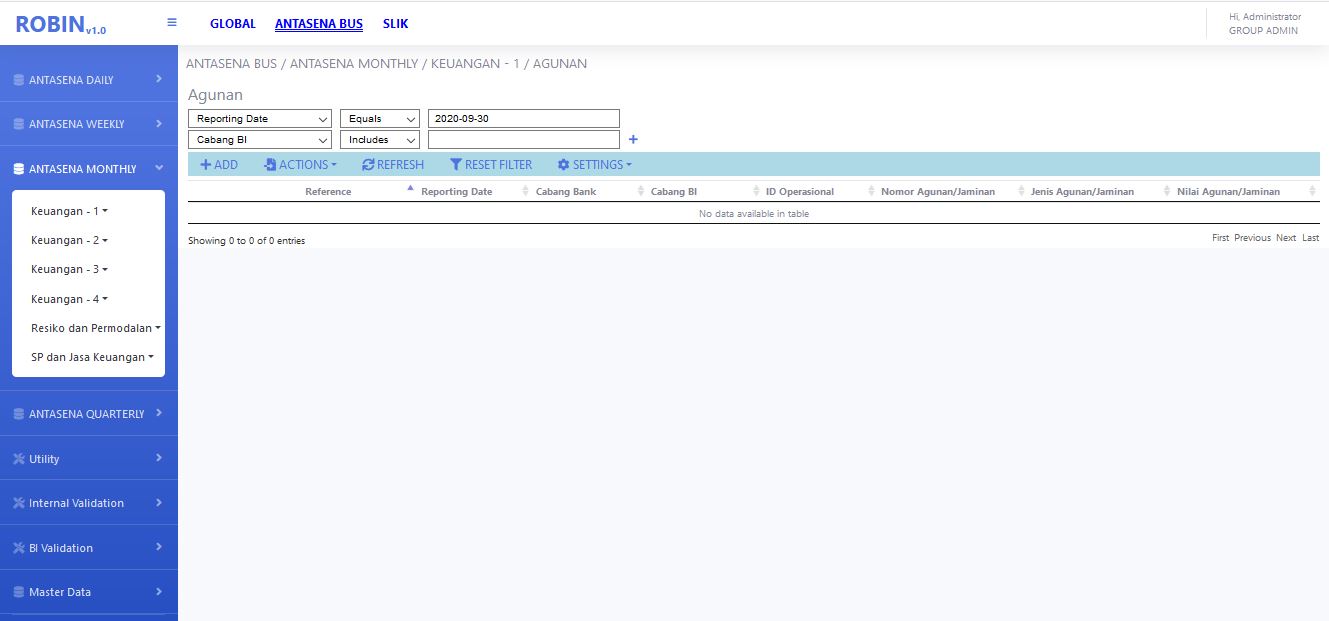 ROBIN v1.0
GLOBAL ANTASENA BUS SLIK
Hi, Administrator
GROUP ADMIN
ANTASENA DAILY
ANTASENA WEEKLY
ANTASENA MONTHLY
Keuangan - 1
Keuangan - 2
Keuangan - 3
Keuangan - 4
Resiko dan Permodalan
SP dan Jasa Keuangan
ANTASENA QUARTERLY
Utility
Internal Validation
BI Validation
Master Data
ANTASENA BUS / ANTASENA MONTHLY / KEUANGAN - 1 / AGUNAN
Agunan
Reporting Date Equals 2020-09-30
Cabang BI Includes +
+ ADD ACTIONS REFRESH RESET FILTER SETTINGS
Reference Reporting Date Cabang Bank Cabang BI ID Operasional Nomor Agunan/Jaminan Jenis Agunan/Jaminan Nilai Agunan/Jaminan
No data available in table
Showing 0 to 0 of 0 entries
First Previous Next Last